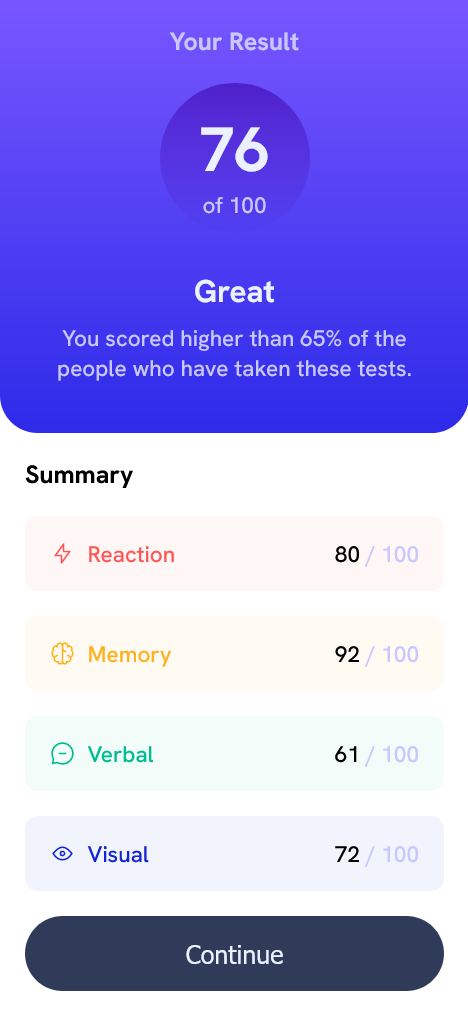 Your Result
76
of 100
Great
You scored higher than 65% of the
people who have taken these tests.
Summary
Reaction 80 / 100
Memory 92 / 100
Verbal 61 / 100
Visual 72 / 100
Continue